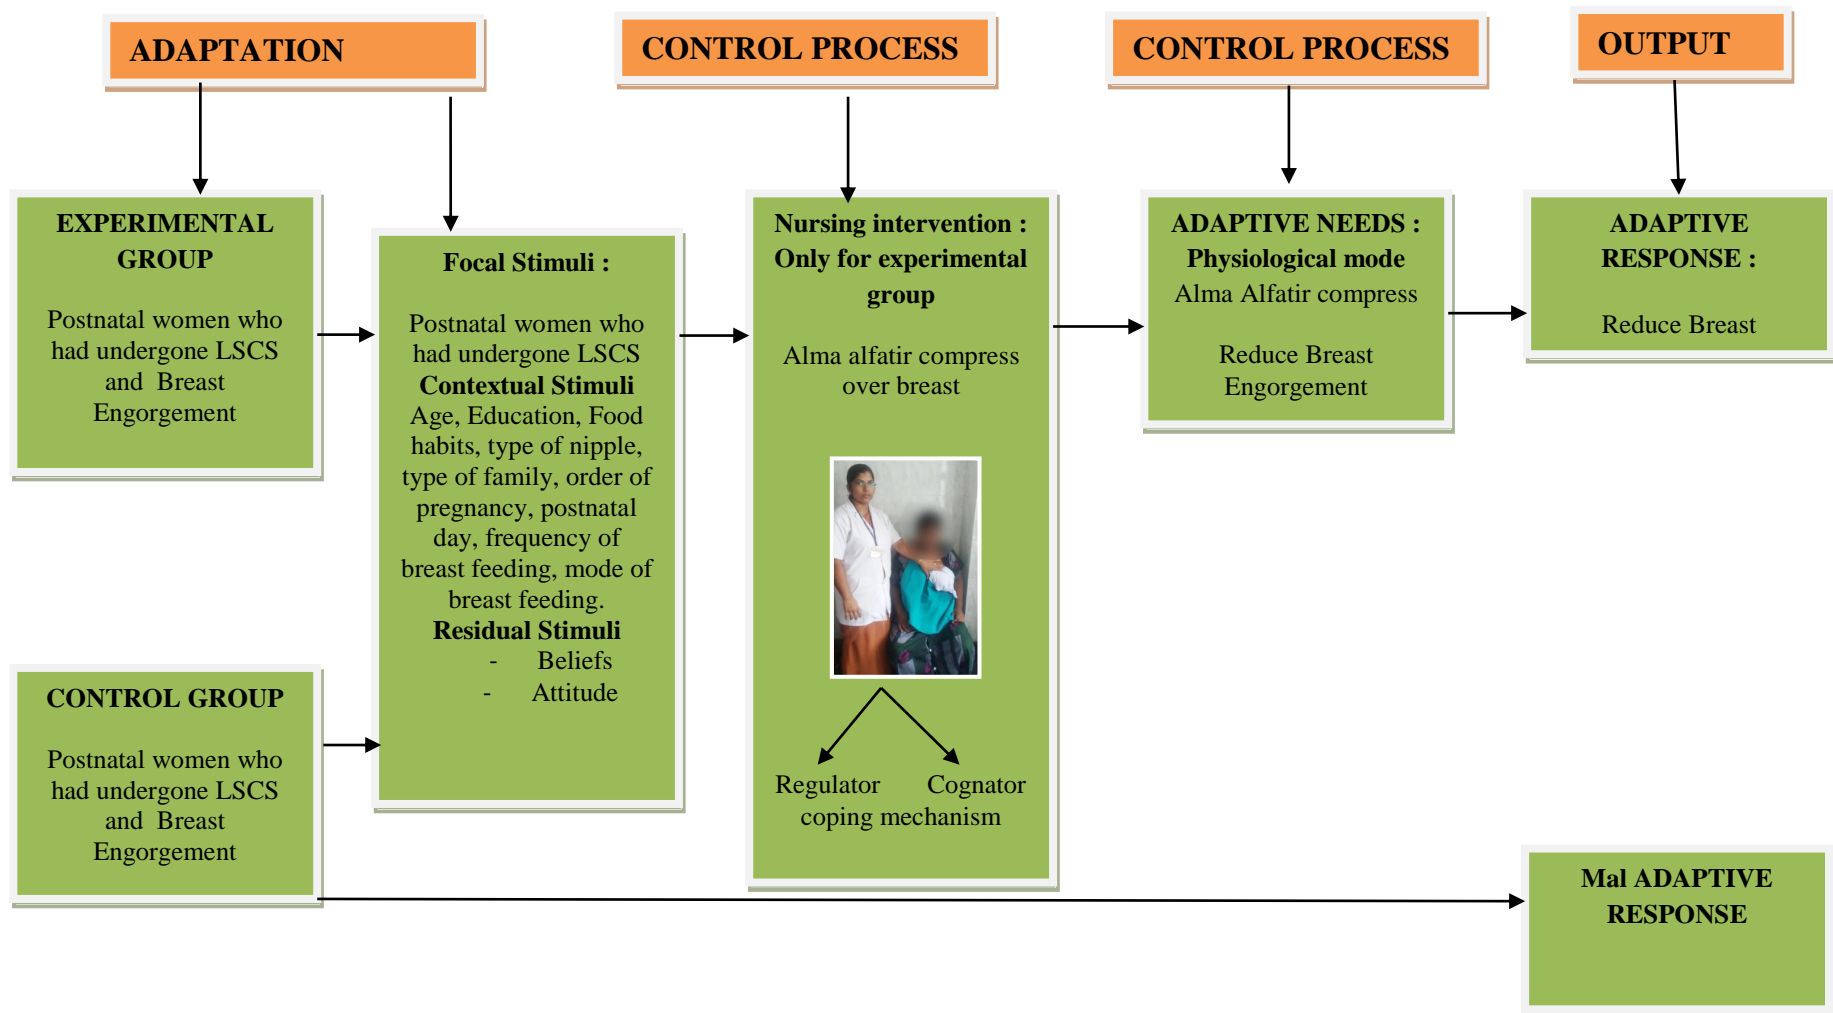 ADAPTATION
CONTROL PROCESS
CONTROL PROCESS
OUTPUT
EXPERIMENTAL
GROUP
Postnatal women who
had undergone LSCS
and Breast
Engorgement
CONTROL GROUP
Postnatal women who
had undergone LSCS
and Breast
Engorgement
Focal Stimuli :
Postnatal women who
had undergone LSCS
Contextual Stimuli
Age, Education, Food
habits, type of nipple,
type of family, order of
pregnancy, postnatal
day, frequency of
breast feeding, mode of
breast feeding.
Residual Stimuli
- Beliefs
- Attitude
Nursing intervention :
Only for experimental
group
Alma alfatir compress
over breast
Regulator Cognator
coping mechanism
ADAPTIVE NEEDS :
Physiological mode
Alma Alfatir compress
Reduce Breast
Engorgement
ADAPTIVE
RESPONSE :
Reduce Breast
Mal ADAPTIVE
RESPONSE